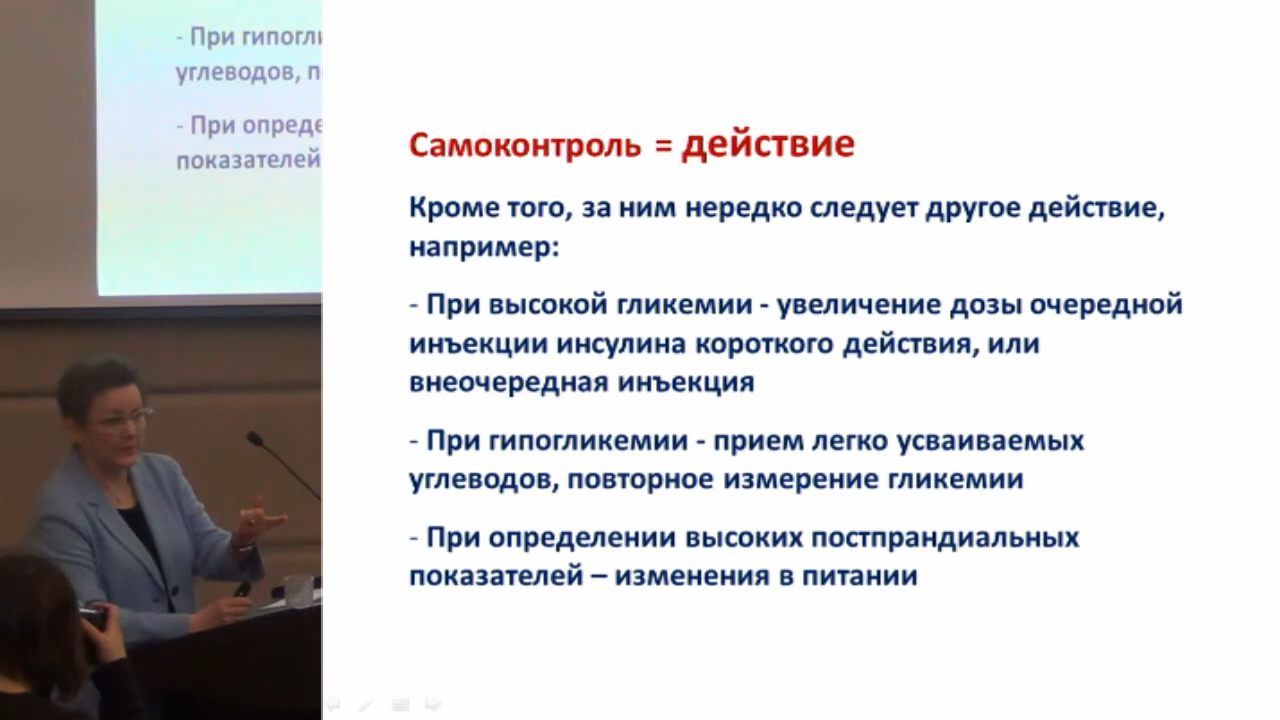 - При гипогли
углеводов, п
- При опреде
показателей
Самоконтроль = действие
Кроме того, за ним нередко следует другое действие,
например:
- При высокой гликемии - увеличение дозы очередной
инъекции инсулина короткого действия, или
внеочередная инъекция
- При гипогликемии - прием легко усваиваемых
углеводов, повторное измерение гликемии
- При определении высоких постпрандиальных
показателей – изменения в питании